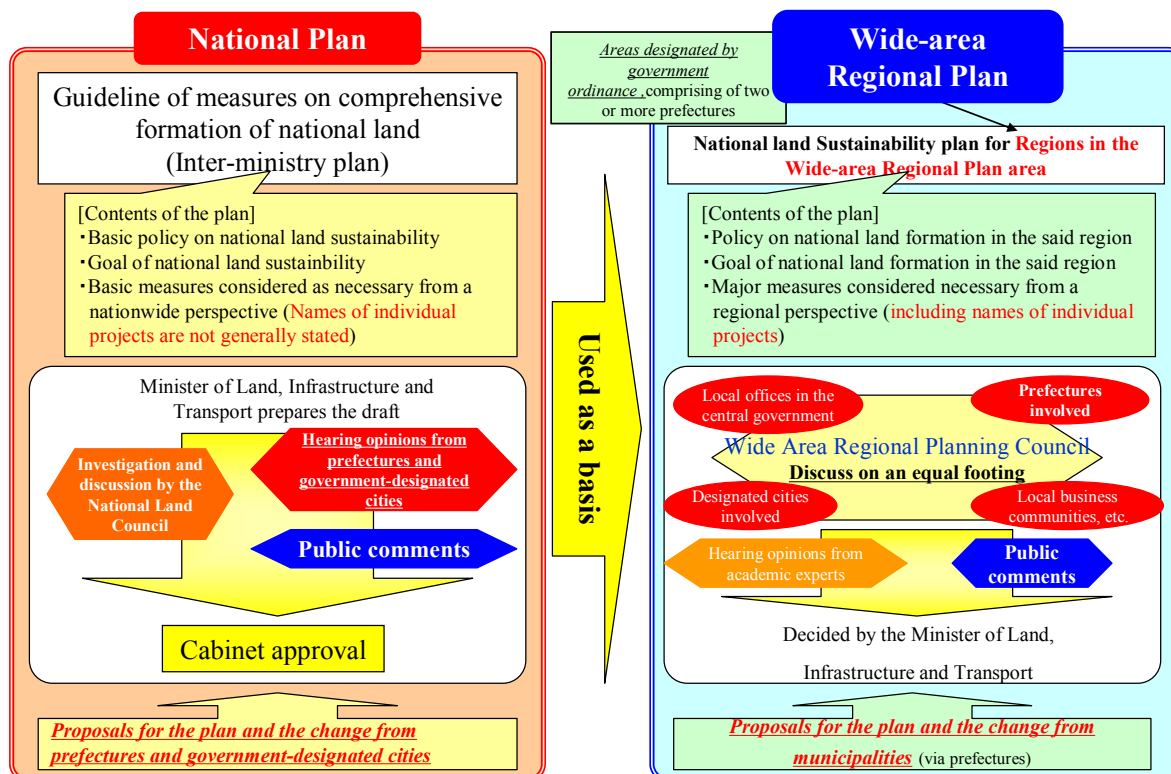 National Plan
Guideline of measures on comprehensive
formation of national land
(Inter-ministry plan)
[Contents of the plan]
・Basic policy on national land sustainability
・Goal of national land sustainbility
・Basic measures considered as necessary from a
nationwide perspective (Names of individual
projects are not generally stated)
Minister of Land, Infrastructure and
Transport prepares the draft
Investigation and
discussion by the
National Land
Council
Hearing opinions from
prefectures and
government-designated
cities
Public comments
Cabinet approval
Proposals for the plan and the change from
prefectures and government-designated cities
Used as a basis
Areas designated by
government
ordinance ,comprising of two
or more prefectures
Wide-area
Regional Plan
National land Sustainability plan for Regions in the
Wide-area Regional Plan area
[Contents of the plan]
・Policy on national land formation in the said region
・Goal of national land formation in the said region
・Major measures considered necessary from a
regional perspective (including names of individual
projects)
Local offices in the
central government
Prefectures
involved
Wide Area Regional Planning Council
Discuss on an equal footing
Designated cities
involved
Local business
communities, etc.
Hearing opinions from
academic experts
Public
comments
Decided by the Minister of Land,
Infrastructure and Transport
Proposals for the plan and the change from
municipalities (via prefectures)